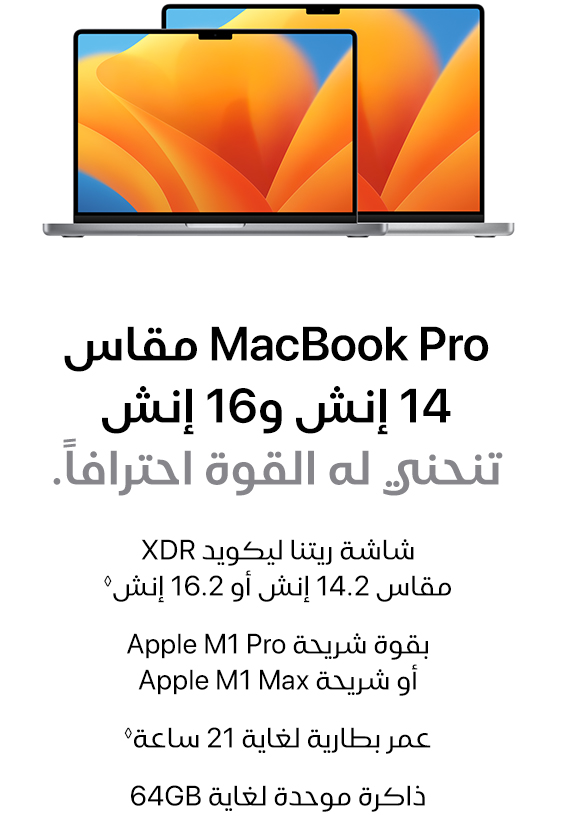 MacBook Pro مقاس
14 إنش و16 إنش
تنحني له القوة احترافاً.
شاشة ريتنا ليكويد XDR
مقاس 14.2 إنش أو 16.2 إنش◊
بقوة شريحة Apple M1 Pro
أو شريحة Apple M1 Max
عمر بطارية لغاية 21 ساعة◊
ذاكرة موحدة لغاية 64GB